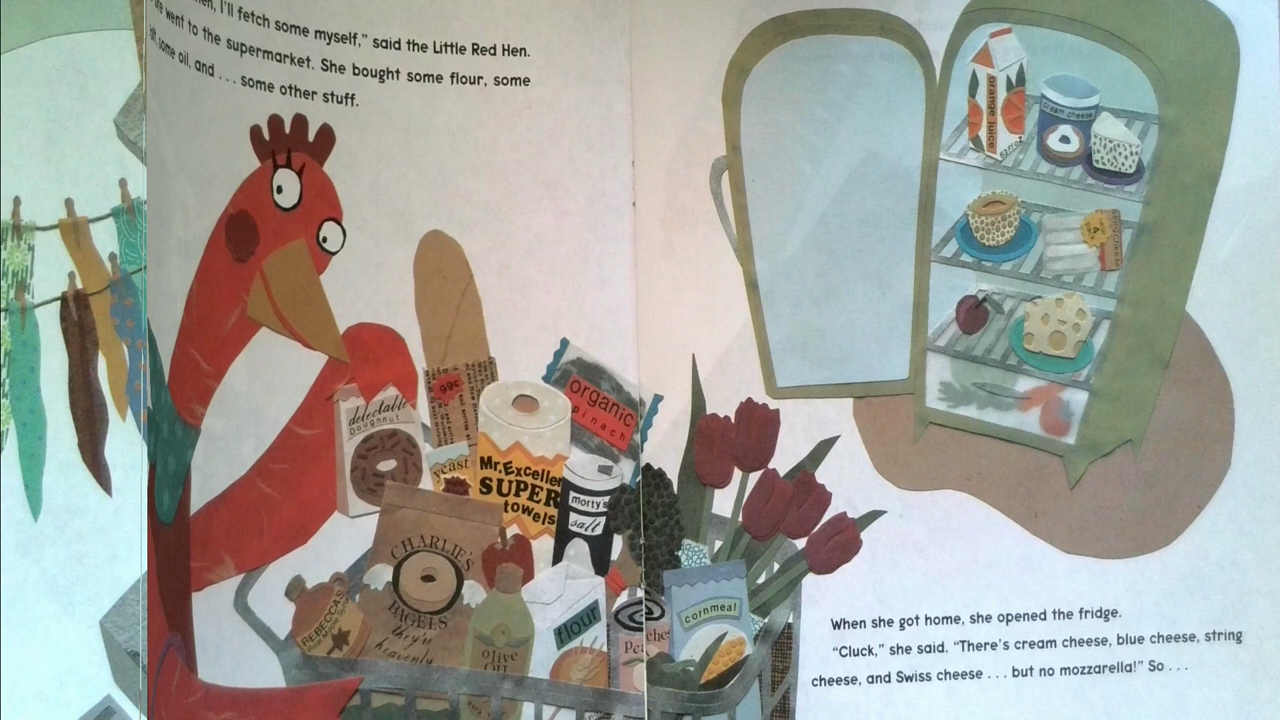 I'll fetch some myself," said the Little Red Hen.
went to the supermarket. She bought some flour, some
some oil, and . . . some other stuff.
orange juice
cream cheese
99¢
organic
delectable
Doughnut
yeast
Mr. Excelle
SUPER
towels
morty's
salt
CHARLIE'S
BAGELS
they're
heavenly
REBECCA'S
olive
OIL
flour
cornmeal
When she got home, she opened the fridge.
"Cluck," she said. "There's cream cheese, blue cheese, string
cheese, and Swiss cheese . . . but no mozzarella!" So . . .